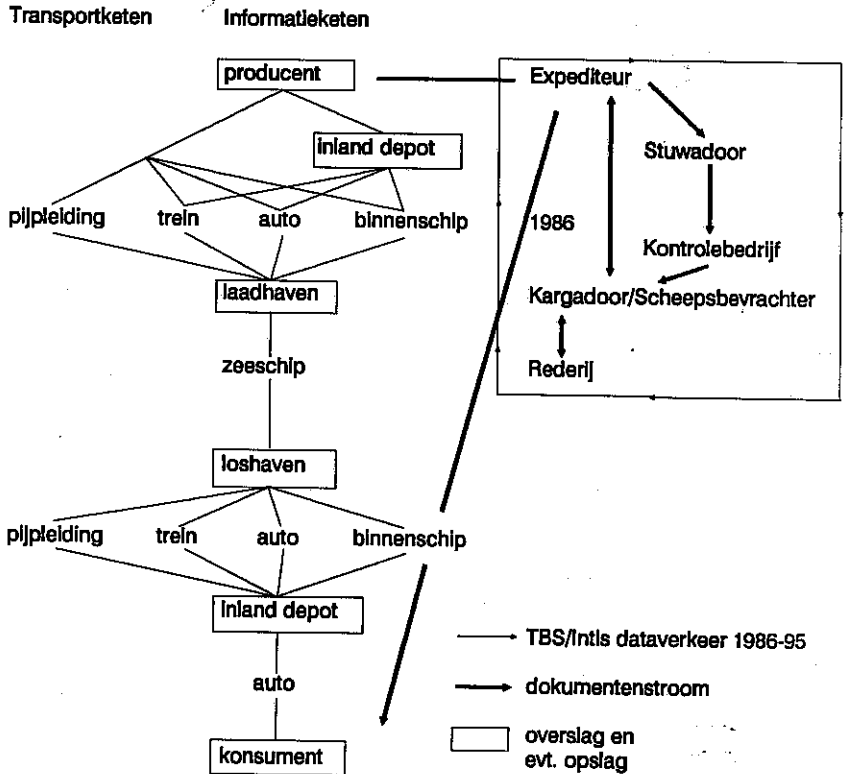 Transportketen Informatieketen
producent
Expediteur
inland depot
Stuwadoor
pijpleiding trein auto binnenschip
1986
Kontrolebedrijf
laadhaven
Kargadoor/Scheepsbevrachter
zeeschip
Rederij
loshaven
pijpleiding trein auto binnenschip
inland depot
TBS/Intis dataverkeer 1986-95
auto
dokumentenstroom
konsument
overslag en
evt. opslag